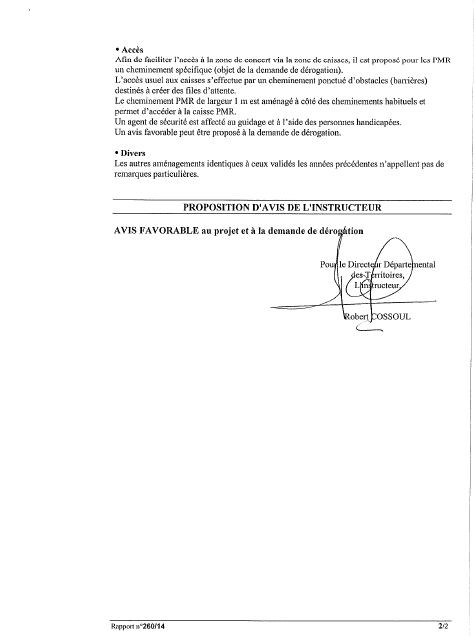 • Accès
Afin de faciliter l'accès à la zone de concert via la zone de caisses, il est proposé pour les PMR
un cheminement spécifique (objet de la demande de dérogation).
L'accès usuel aux caisses s'effectue par un cheminement ponctué d'obstacles (barrières)
destinés à créer des files d'attente.
Le cheminement PMR de largeur 1 m est aménagé à côté des cheminements habituels et
permet d'accéder à la caisse PMR.
Un agent de sécurité est affecté au guidage et à l'aide des personnes handicapées.
Un avis favorable peut être proposé à la demande de dérogation.
• Divers
Les autres aménagements identiques à ceux validés les années précédentes n'appellent pas de
remarques particulières.
PROPOSITION D'AVIS DE L'INSTRUCTEUR
AVIS FAVORABLE au projet et à la demande de dérogation
Pour le Directeur Départemental
des Territoires,
L'instructeur,
Robert COSSOUL
Rapport n°260/14 2/2